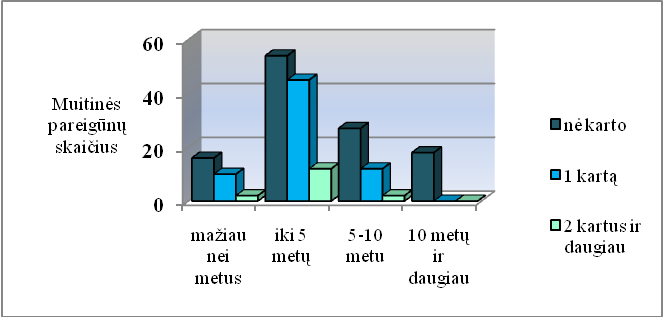 60
40
20
0
Muitinės
pareigūnų
skaičius
mažiau
nei
metus
iki 5
metų
5-10
metu
10 metų
ir
daugiau
nė karto
1 kartą
2 kartus ir
daugiau